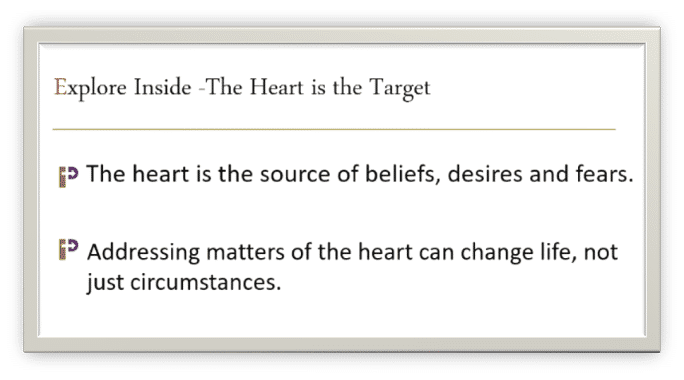 Explore Inside -The Heart is the Target
The heart is the source of beliefs, desires and fears.
Addressing matters of the heart can change life, not
just circumstances.